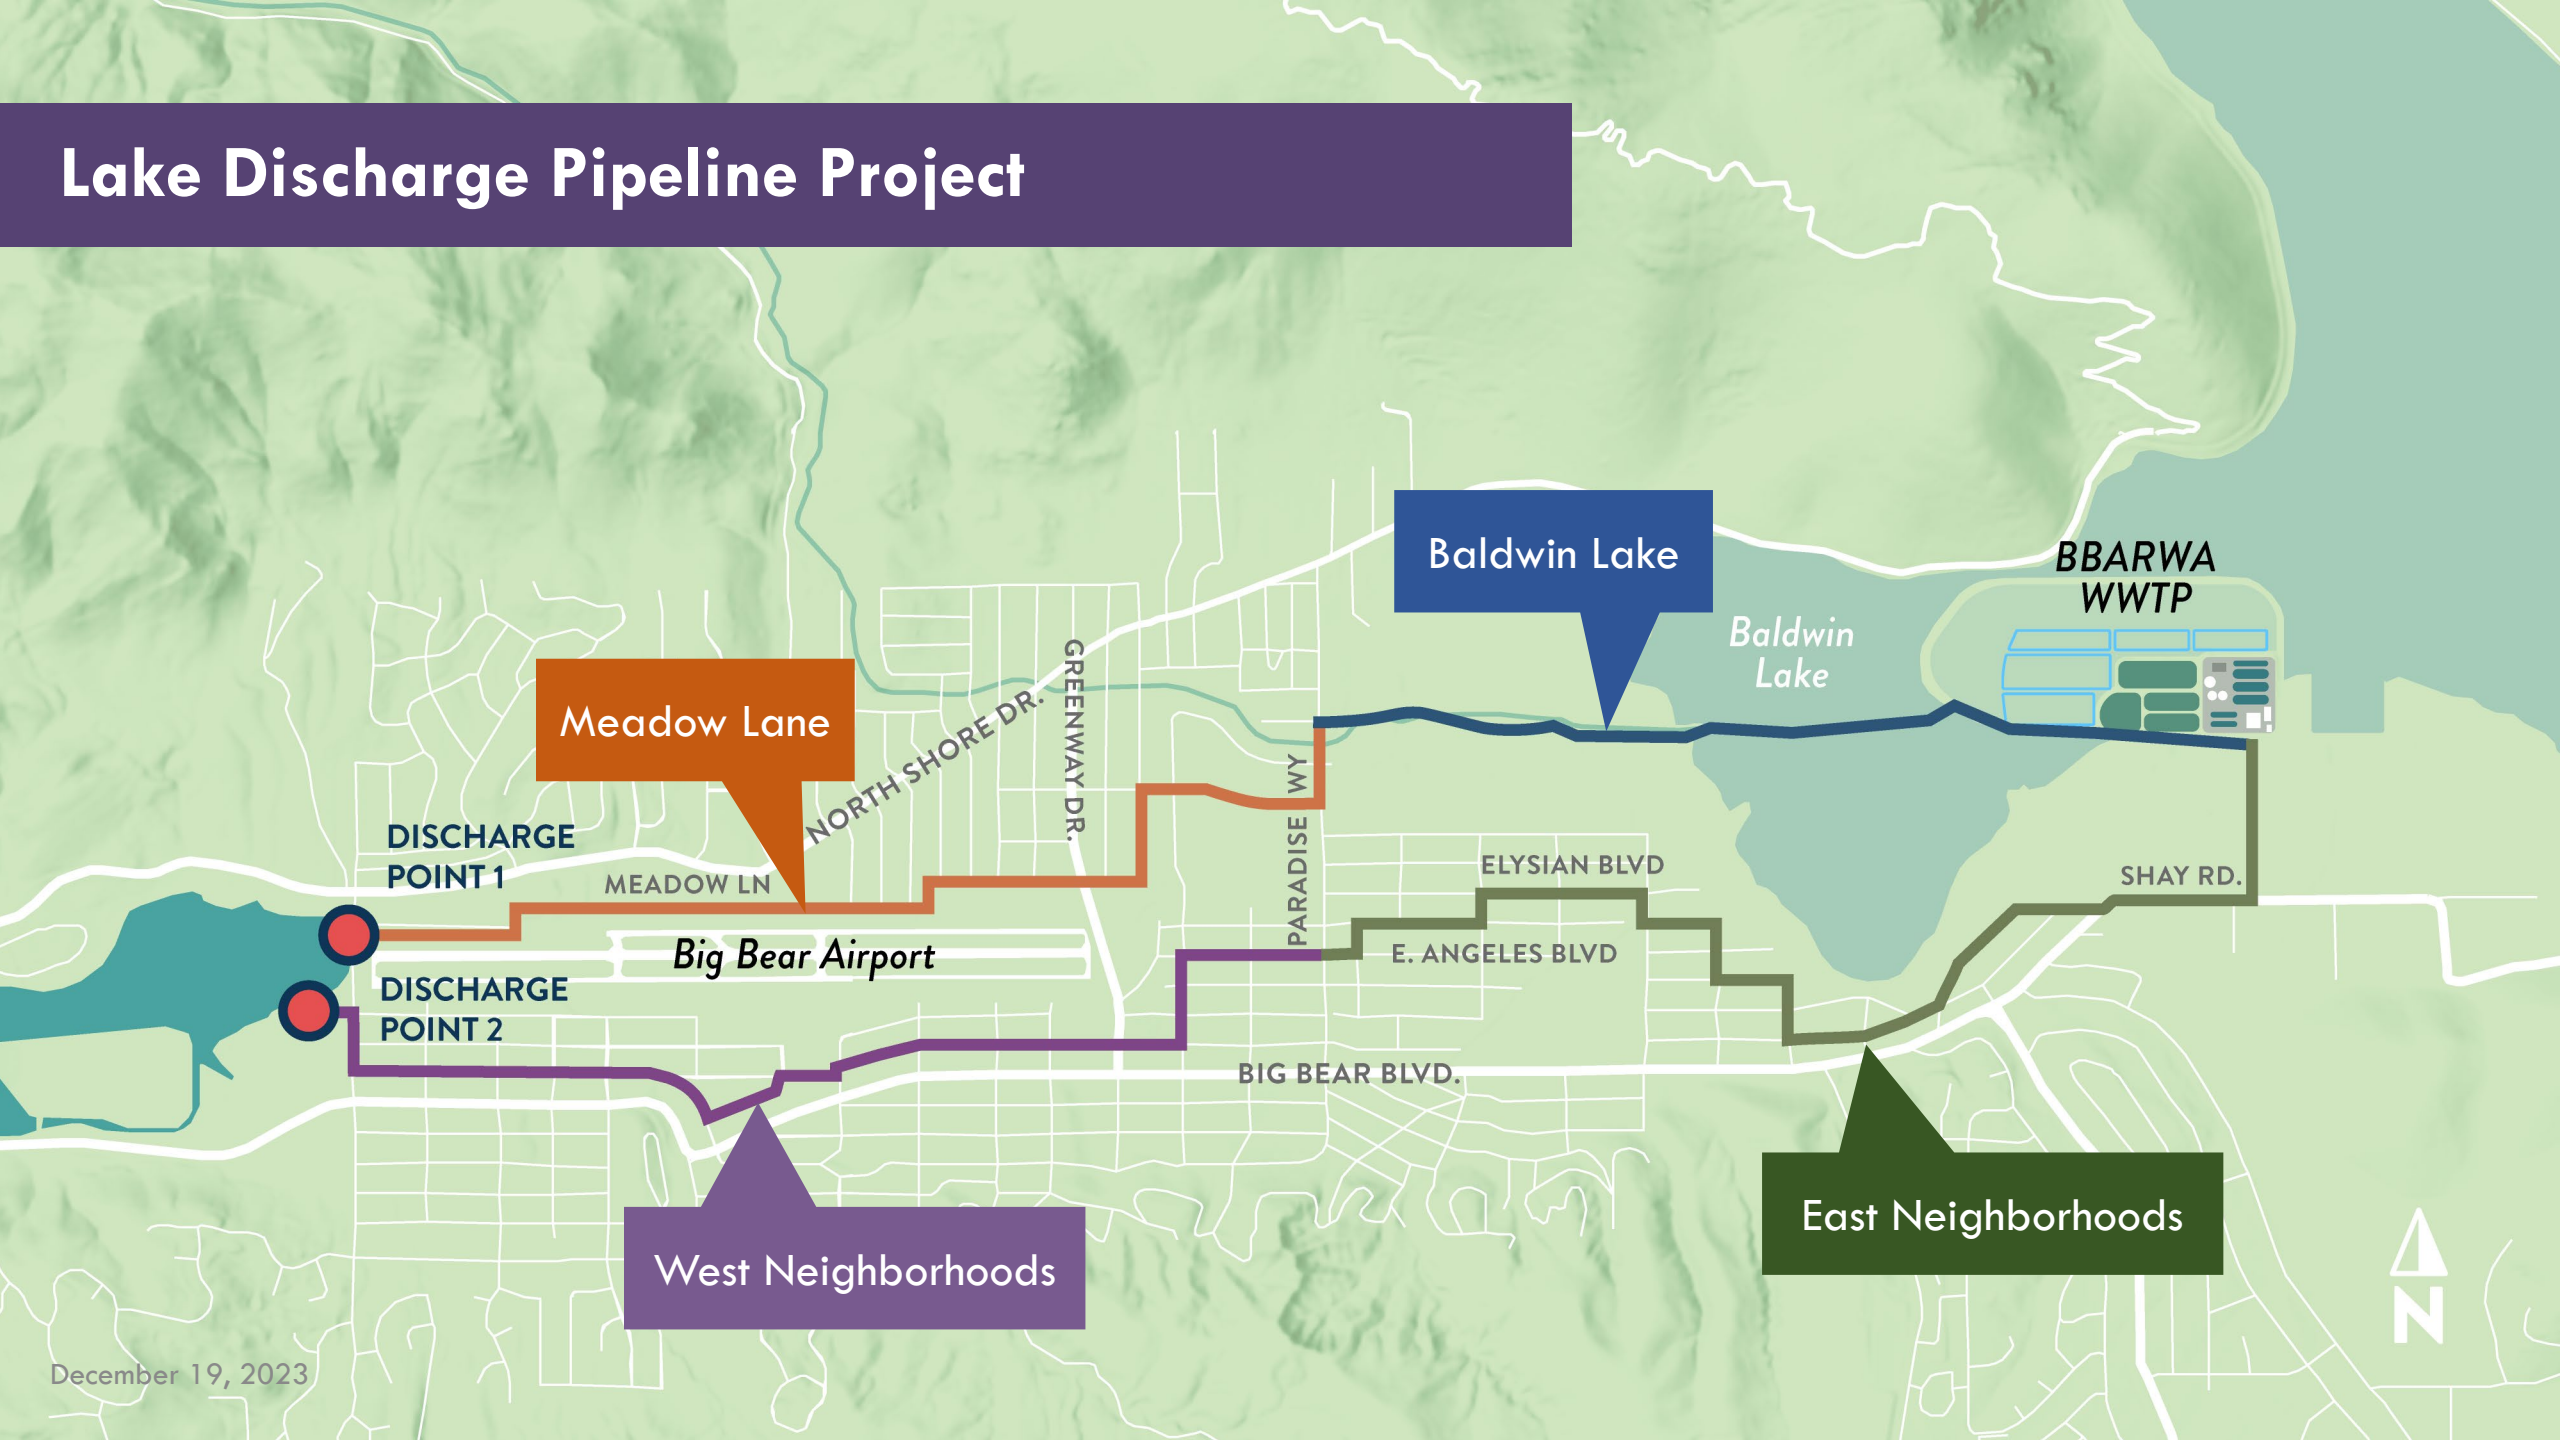 Lake Discharge Pipeline Project
Baldwin Lake
BBARWA
WWTP
Baldwin
Lake
GREENWAY DR.
Meadow Lane
NORTH SHORE DR.
PARADISE WY
DISCHARGE
POINT 1
MEADOW LN
ELYSIAN BLVD
SHAY RD.
Big Bear Airport
E. ANGELES BLVD
DISCHARGE
POINT 2
BIG BEAR BLVD.
East Neighborhoods
West Neighborhoods
N
December 19, 2023